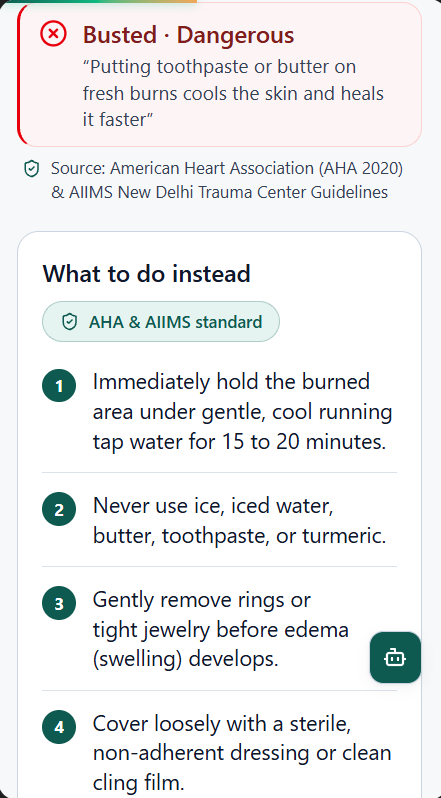 Busted · Dangerous
“Putting toothpaste or butter on
fresh burns cools the skin and heals
it faster”
Source: American Heart Association (AHA 2020)
& AIIMS New Delhi Trauma Center Guidelines
What to do instead
AHA & AIIMS standard
1 Immediately hold the burned
area under gentle, cool running
tap water for 15 to 20 minutes.
2 Never use ice, iced water,
butter, toothpaste, or turmeric.
3 Gently remove rings or
tight jewelry before edema
(swelling) develops.
4 Cover loosely with a sterile,
non-adherent dressing or clean
cling film.